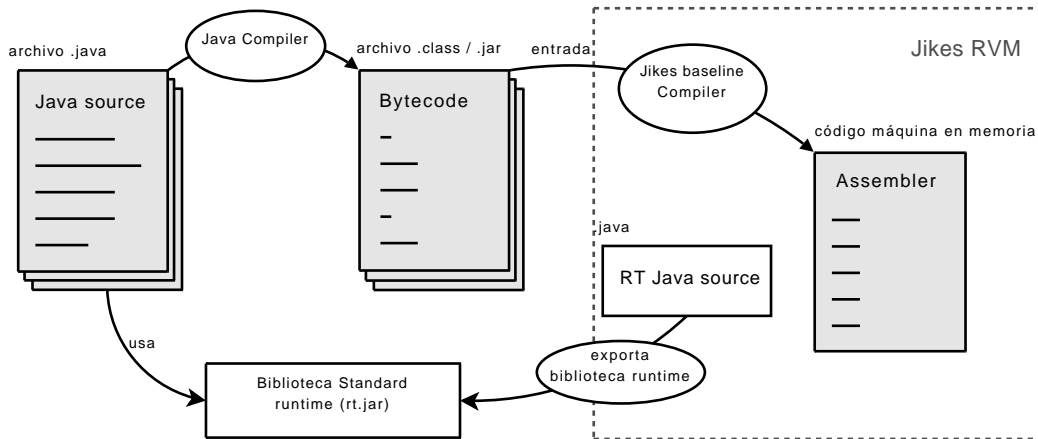 archivo .java
Java Compiler
archivo .class / .jar
entrada
Jikes RVM
Java source
Bytecode
Jikes baseline
Compiler
código máquina en memoria
Assembler
.java
RT Java source
usa
exporta
biblioteca runtime
Biblioteca Standard
runtime (rt.jar)